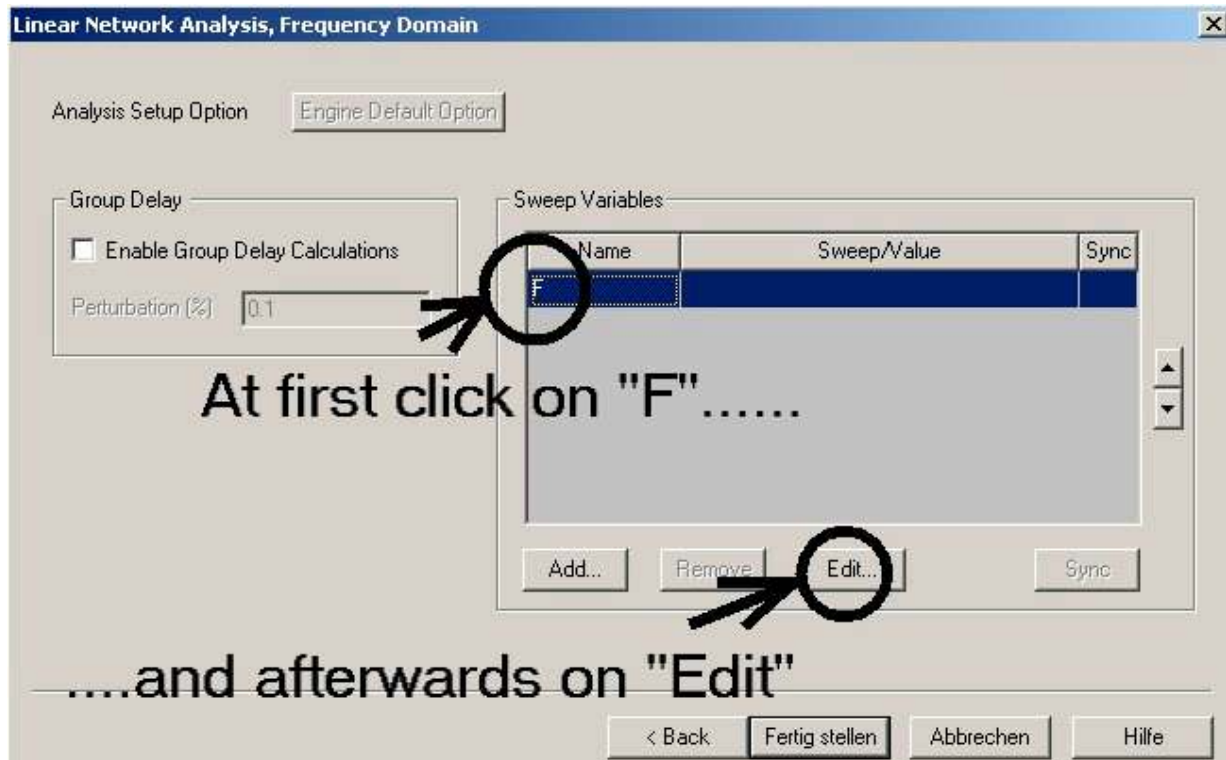 Linear Network Analysis, Frequency Domain
Analysis Setup Option
Engine Default Option
Group Delay
Enable Group Delay Calculations
Perturbation (%)
0.1
Sweep Variables
Name Sweep/Value Sync
F
At first click on "F"......
Add... Remove Edit... Sync
....and afterwards on "Edit"
< Back Fertig stellen Abbrechen Hilfe